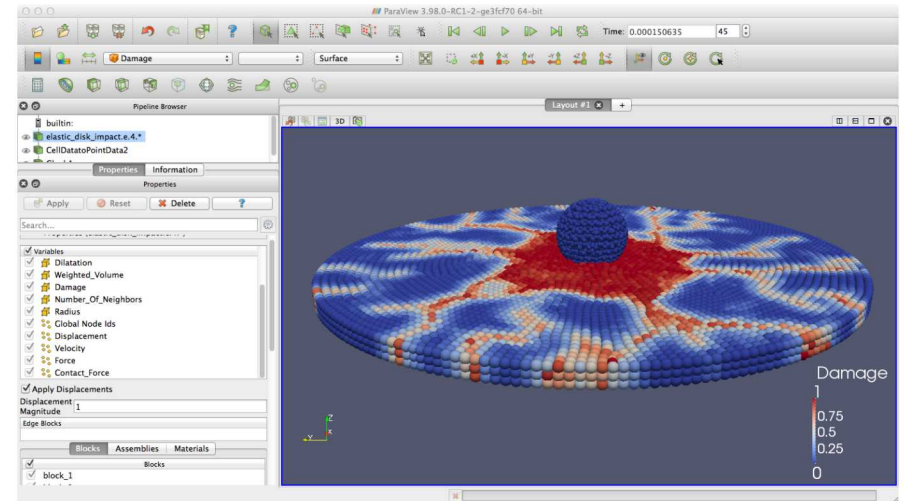 ParaView 3.98.0-RC1-2-ge3fcf70 64-bit
Time: 0.000150635 45
Damage Surface
Pipeline Browser
builtin:
elastic_disk_impact.e.4.*
CellDatatoPointData2
Properties Information
Properties
Apply Reset Delete ?
Search...
Variables
Dilatation
Weighted_Volume
Damage
Number_Of_Neighbors
Radius
Global Node Ids
Displacement
Velocity
Force
Contact_Force
Apply Displacements
Displacement
Magnitude 1
Edge Blocks
Blocks Assemblies Materials
Blocks
block_1
Layout #1 +
3D
Damage
1
0.75
0.5
0.25
0
Z
Y X